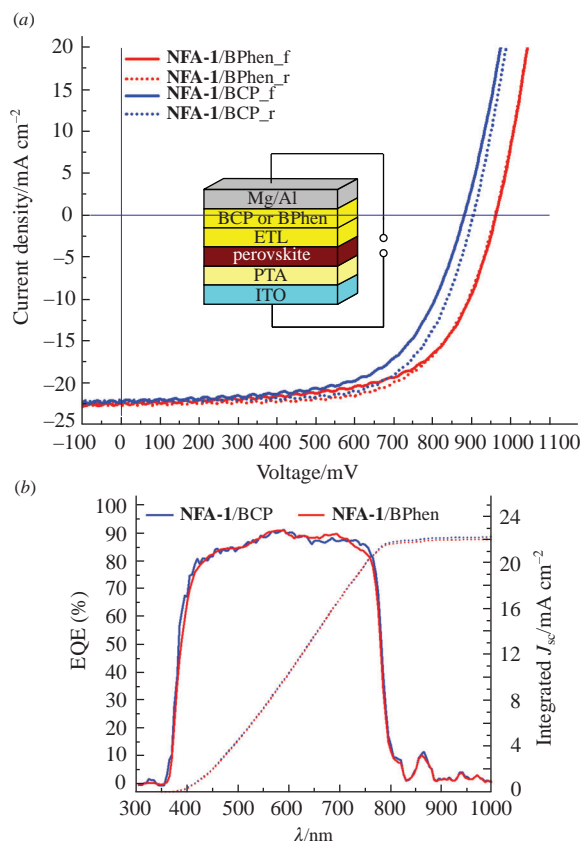 (a)
20
15
10
5
0
−5
−10
−15
−20
−25
Current density/mA cm−2
NFA-1/BPhen_f
NFA-1/BPhen_r
NFA-1/BCP_f
NFA-1/BCP_r
Mg/Al
BCP or BPhen
ETL
perovskite
PTA
ITO
−100 0 100 200 300 400 500 600 700 800 900 1000 1100
Voltage/mV
(b)
NFA-1/BCP NFA-1/BPhen
100
90
80
70
60
50
40
30
20
10
0
EQE (%)
24
20
16
12
8
4
0
Integrated Jsc/mA cm−2
300 400 500 600 700 800 900 1000
λ/nm